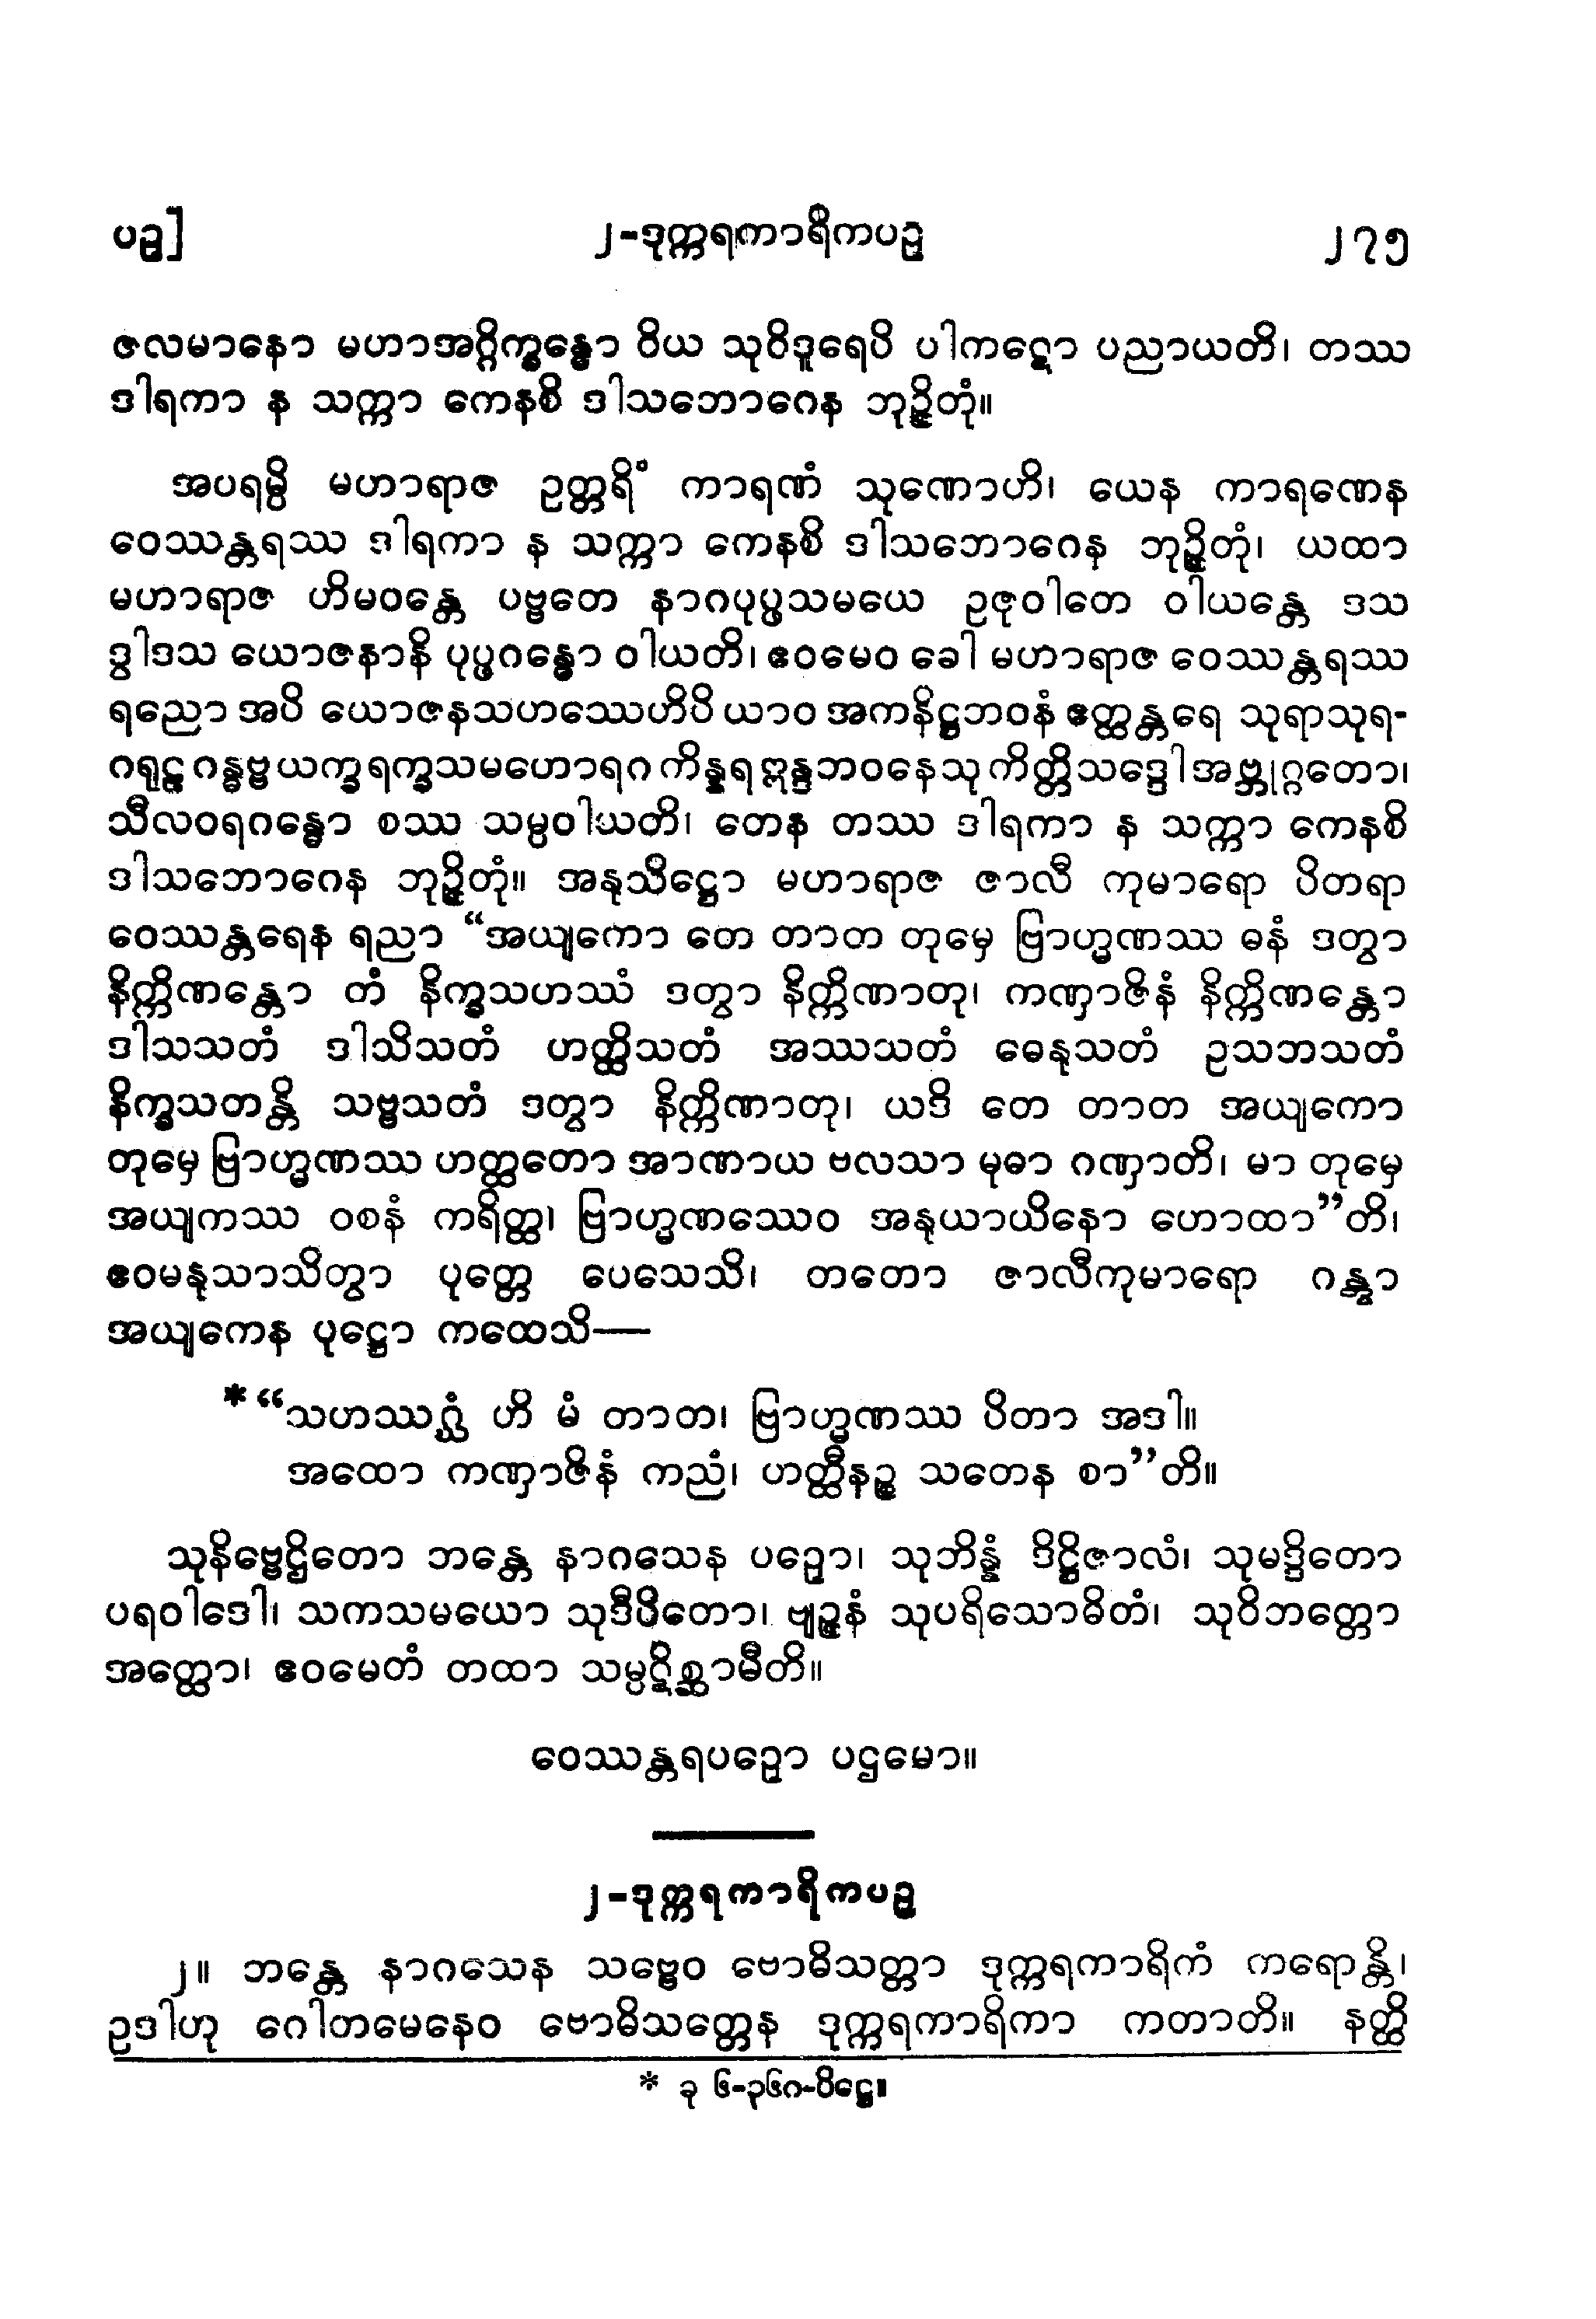 ပဥှ]
၂-ဒုက္ကရကာရိကပဥှ
၂၇၅
ဇလမာနော မဟာအဂ္ဂိက္ခန္ဓော ဝိယ သုဝိဒူရေပိ ပါကဋော ပညာယတိ၊ တဿ
ဒါရကာ န သက္ကာ ကေနစိ ဒါသဘောဂေန ဘုဉ္ဇိတုံ။
အပရမ္ပိ မဟာရာဇ ဥတ္တရိံ ကာရဏံ သုဏောဟိ၊ ယေန ကာရဏေန
ဝေဿန္တရဿ ဒါရကာ န သက္ကာ ကေနစိ ဒါသဘောဂေန ဘုဉ္ဇိတုံ၊ ယထာ
မဟာရာဇ ဟိမဝန္တေ ပဗ္ဗတေ နာဂပုပ္ဖသမယေ ဥဇုဝါတေ ဝါယန္တေ ဒသ
ဒွါဒသ ယောဇနာနိ ပုပ္ဖဂန္ဓော ဝါယတိ၊ ဧဝမေဝ ခေါ မဟာရာဇ ဝေဿန္တရဿ
ရညော အပိ ယောဇနသဟဿေဟိပိ ယာဝ အကနိဋ္ဌဘဝနံ ဧတ္ထန္တရေ သုရာသုရ-
ဂရုဠဂန္ဓဗ္ဗယက္ခရက္ခသမဟောရဂကိန္နရဣန္ဒဘဝနေသု ကိတ္တိသဒ္ဒေါ အဗ္ဘုဂ္ဂတော၊
သီလဝရဂန္ဓော စဿ သမ္ပဝါယတိ၊ တေန တဿ ဒါရကာ န သက္ကာ ကေနစိ
ဒါသဘောဂေန ဘုဉ္ဇိတုံ။ အနုသိဋ္ဌော မဟာရာဇ ဇာလီ ကုမာရော ပိတရာ
ဝေဿန္တရေန ရညာ “အယျကော တေ တာတ တုမှေ ဗြာဟ္မဏဿ ဓနံ ဒတွာ
နိက္ကိဏန္တော တံ နိက္ခသဟဿံ ဒတွာ နိက္ကိဏာတု၊ ကဏှာဇိနံ နိက္ကိဏန္တော
ဒါသသတံ ဒါသိသတံ ဟတ္ထိသတံ အဿသတံ ဓေနုသတံ ဥသဘသတံ
နိက္ခသတန္တိ သဗ္ဗသတံ ဒတွာ နိက္ကိဏာတု၊ ယဒိ တေ တာတ အယျကော
တုမှေ ဗြာဟ္မဏဿ ဟတ္ထတော အာဏာယ ဗလသာ မုဓာ ဂဏှာတိ၊ မာ တုမှေ
အယျကဿ ဝစနံ ကရိတ္ထ၊ ဗြာဟ္မဏဿေဝ အနုယာယိနော ဟောထာ”တိ၊
ဧဝမနုသာသိတွာ ပုတ္တေ ပေသေသိ၊ တတော ဇာလီကုမာရော ဂန္တွာ
အယျကေန ပုဋ္ဌော ကထေသိ—
*“သဟဿဂ္ဃံ ဟိ မံ တာတ၊ ဗြာဟ္မဏဿ ပိတာ အဒါ။
အထော ကဏှာဇိနံ ကညံ၊ ဟတ္ထီနဉ္စ သတေန စာ”တိ။
သုနိဗ္ဗေဌိတော ဘန္တေ နာဂသေန ပဉှော၊ သုဘိန္နံ ဒိဋ္ဌိဇာလံ၊ သုမဒ္ဒိတော
ပရဝါဒေါ၊ သကသမယော သုဒီပိတော၊ ဗျဉ္ဇနံ သုပရိသောဓိတံ၊ သုဝိဘတ္တော
အတ္ထော၊ ဧဝမေတံ တထာ သမ္ပဋိစ္ဆာမီတိ။
ဝေဿန္တရပဉှော ပဌမော။
၂-ဒုက္ကရကာရိကပဥှ
၂။ ဘန္တေ နာဂသေန သဗ္ဗေဝ ဗောဓိသတ္တာ ဒုက္ကရကာရိကံ ကရောန္တိ၊
ဥဒါဟု ဂေါတမေနေဝ ဗောဓိသတ္တေန ဒုက္ကရကာရိကာ ကတာတိ။ နတ္ထိ
* ခု ၆-၃၆ဂ-ပိဋ္ဌေ။